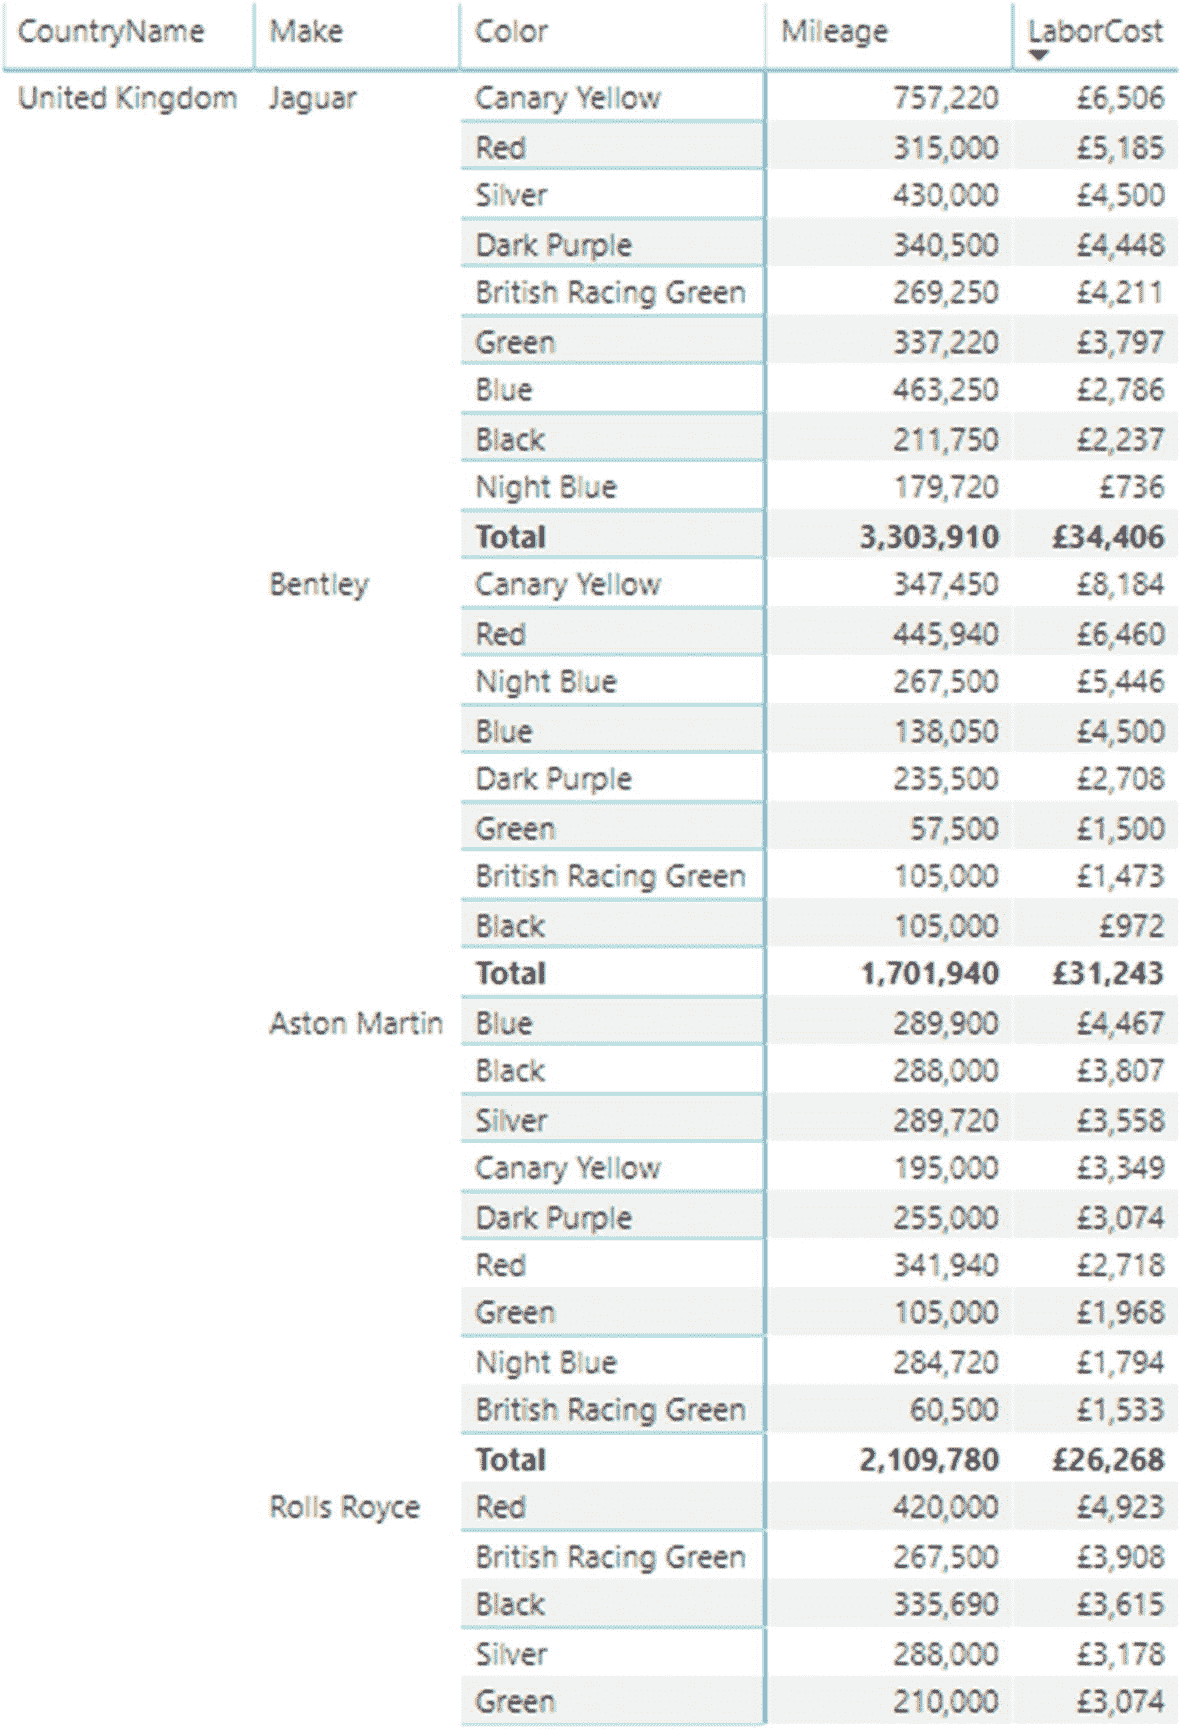 CountryName Make Color Mileage LaborCost
United Kingdom Jaguar Canary Yellow 757,220 £6,506
Red 315,000 £5,185
Silver 430,000 £4,500
Dark Purple 340,500 £4,448
British Racing Green 269,250 £4,211
Green 337,220 £3,797
Blue 463,250 £2,786
Black 211,750 £2,237
Night Blue 179,720 £736
Total 3,303,910 £34,406
Bentley Canary Yellow 347,450 £8,184
Red 445,940 £6,460
Night Blue 267,500 £5,446
Blue 138,050 £4,500
Dark Purple 235,500 £2,708
Green 57,500 £1,500
British Racing Green 105,000 £1,473
Black 105,000 £972
Total 1,701,940 £31,243
Aston Martin Blue 289,900 £4,467
Black 288,000 £3,807
Silver 289,720 £3,558
Canary Yellow 195,000 £3,349
Dark Purple 255,000 £3,074
Red 341,940 £2,718
Green 105,000 £1,968
Night Blue 284,720 £1,794
British Racing Green 60,500 £1,533
Total 2,109,780 £26,268
Rolls Royce Red 420,000 £4,923
British Racing Green 267,500 £3,908
Black 335,690 £3,615
Silver 288,000 £3,178
Green 210,000 £3,074